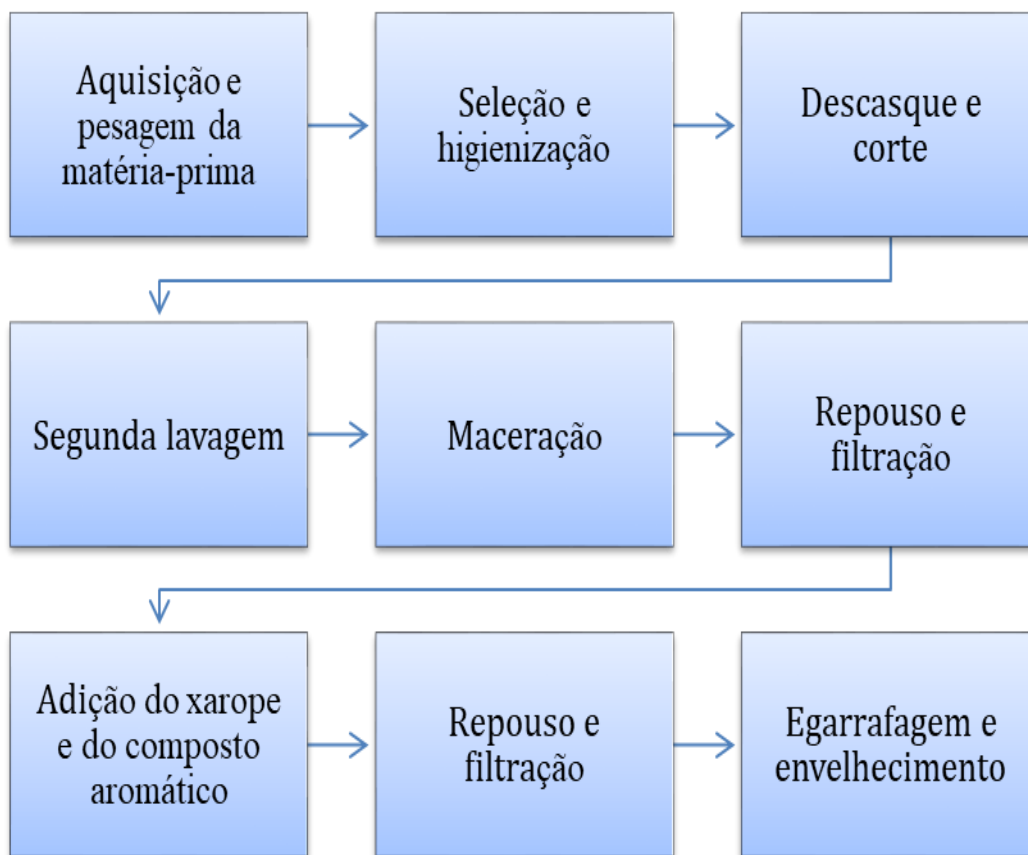 Aquisição e
pesagem da
matéria-prima
Seleção e
higienização
Descasque e
corte
Segunda lavagem
Maceração
Repouso e
filtração
Adição do xarope
e do composto
aromático
Repouso e
filtração
Egarrafagem e
envelhecimento